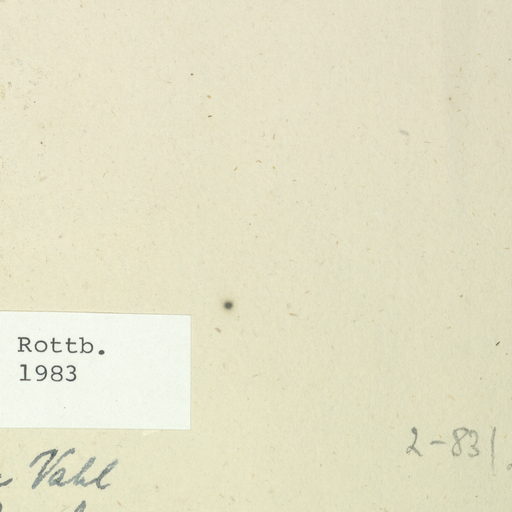 Rottb.
1983
2-83/
Vahl